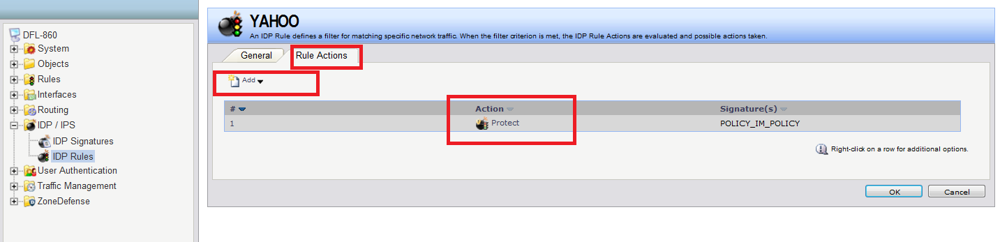 DFL-860
System
Objects
Rules
Interfaces
Routing
IDP / IPS
IDP Signatures
IDP Rules
User Authentication
Traffic Management
ZoneDefense
YAHOO
An IDP Rule defines a filter for matching specific network traffic. When the filter criterion is met, the IDP Rule Actions are evaluated and possible actions taken.
General Rule Actions
Add
# Action Signature(s)
1 Protect POLICY_IM_POLICY
Right-click on a row for additional options.
OK Cancel